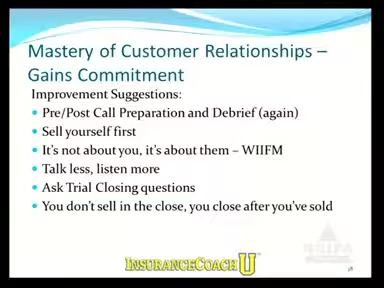 Mastery of Customer Relationships –
Gains Commitment
Improvement Suggestions:
Pre/Post Call Preparation and Debrief (again)
Sell yourself first
It's not about you, it's about them – WIIFM
Talk less, listen more
Ask Trial Closing questions
You don't sell in the close, you close after you've sold
INSURANCECOACH U
38